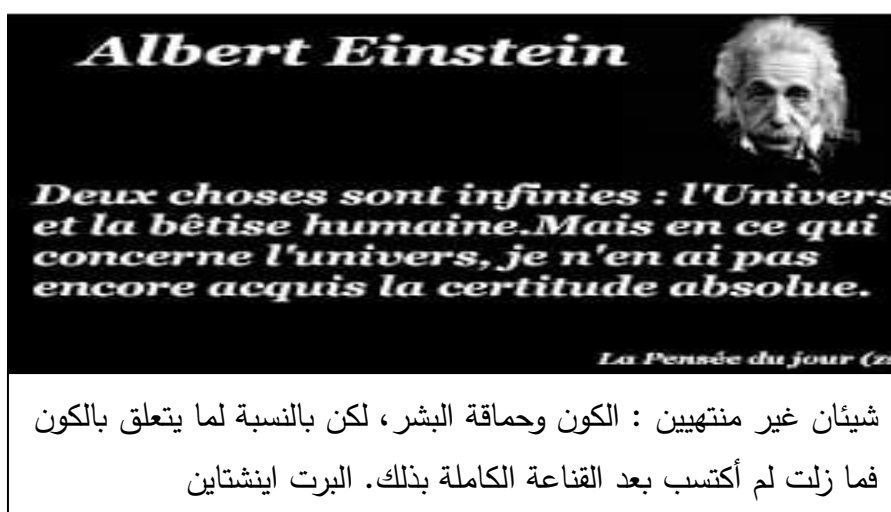 Albert Einstein
Deux choses sont infinies : l'Univers
et la bêtise humaine.Mais en ce qui
concerne l'univers, je n'en ai pas
encore acquis la certitude absolue.
La Pensée du jour
شيئان غير منتهيين : الكون وحماقة البشر، لكن بالنسبة لما يتعلق بالكون
فما زلت لم أكتسب بعد القناعة الكاملة بذلك. البرت اينشتاين